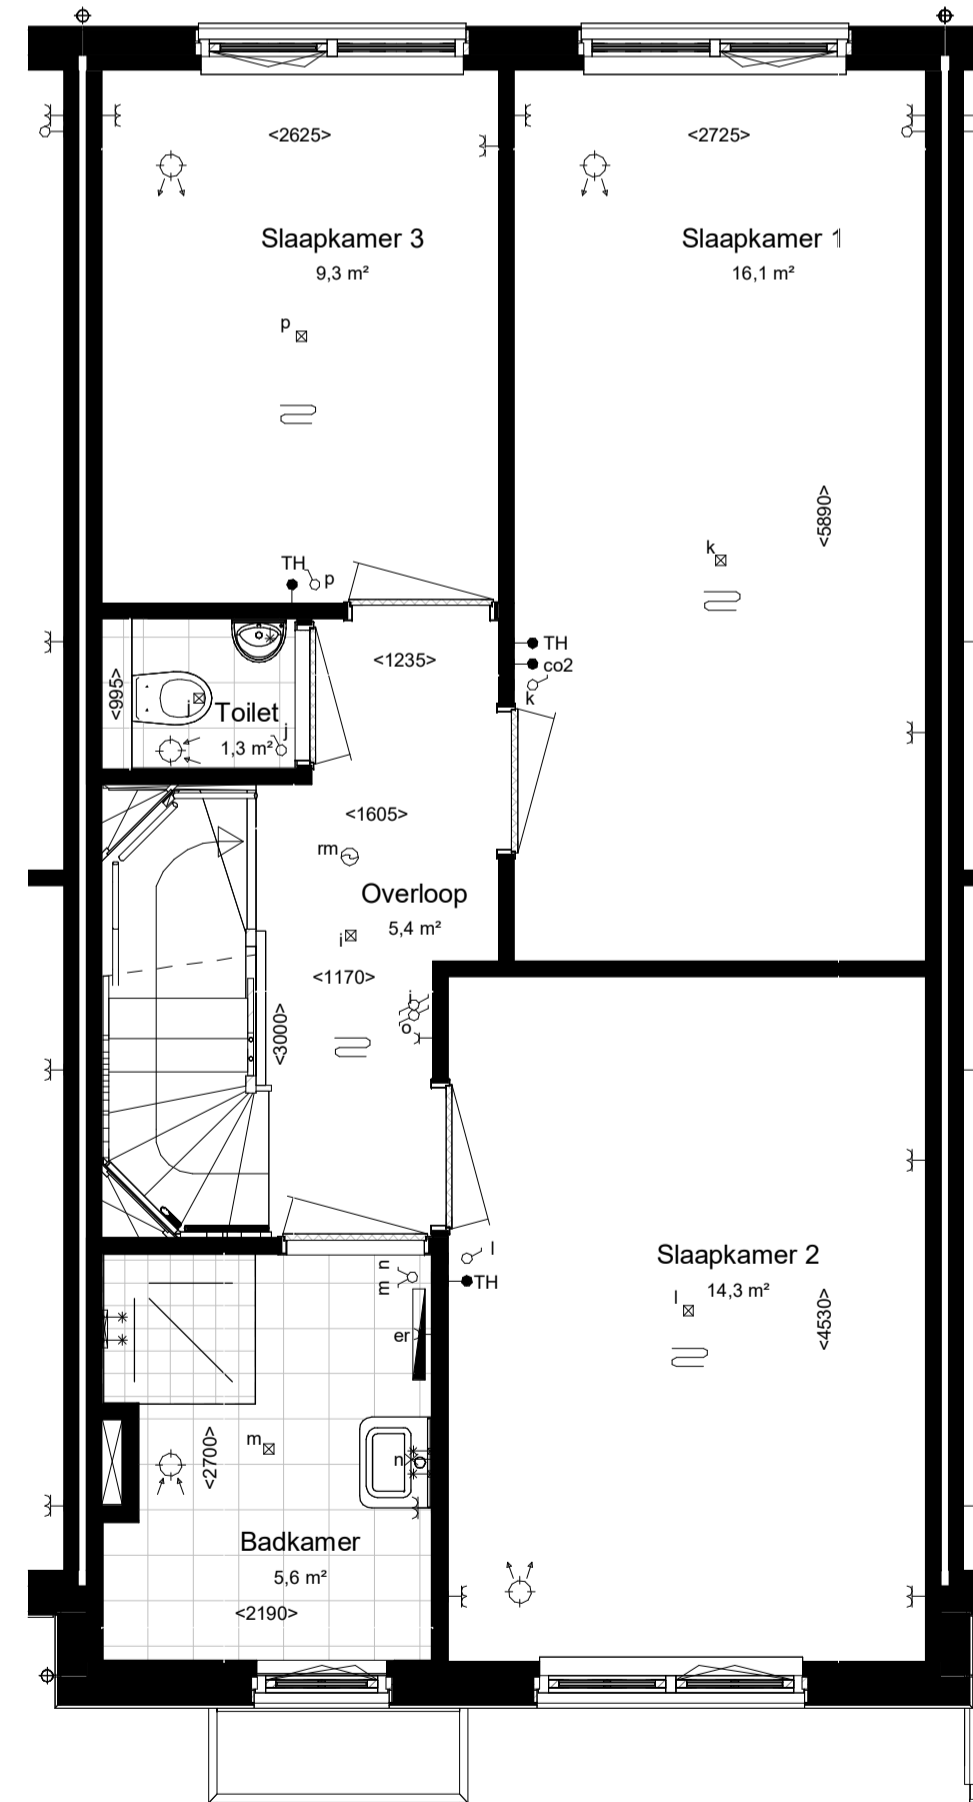 <2625>
<2725>
Slaapkamer 3
9,3 m²
Slaapkamer 1
16,1 m²
p
<5890>
k
TH
p
TH
co2
k
<1235>
<995>
j
Toilet
1,3 m²
j
<1605>
rm
Overloop
5,4 m²
i
<1170>
i
o
<3000>
Slaapkamer 2
14,3 m²
l
TH
l
<4530>
n
m
er
m
<2700>
n
Badkamer
5,6 m²
<2190>